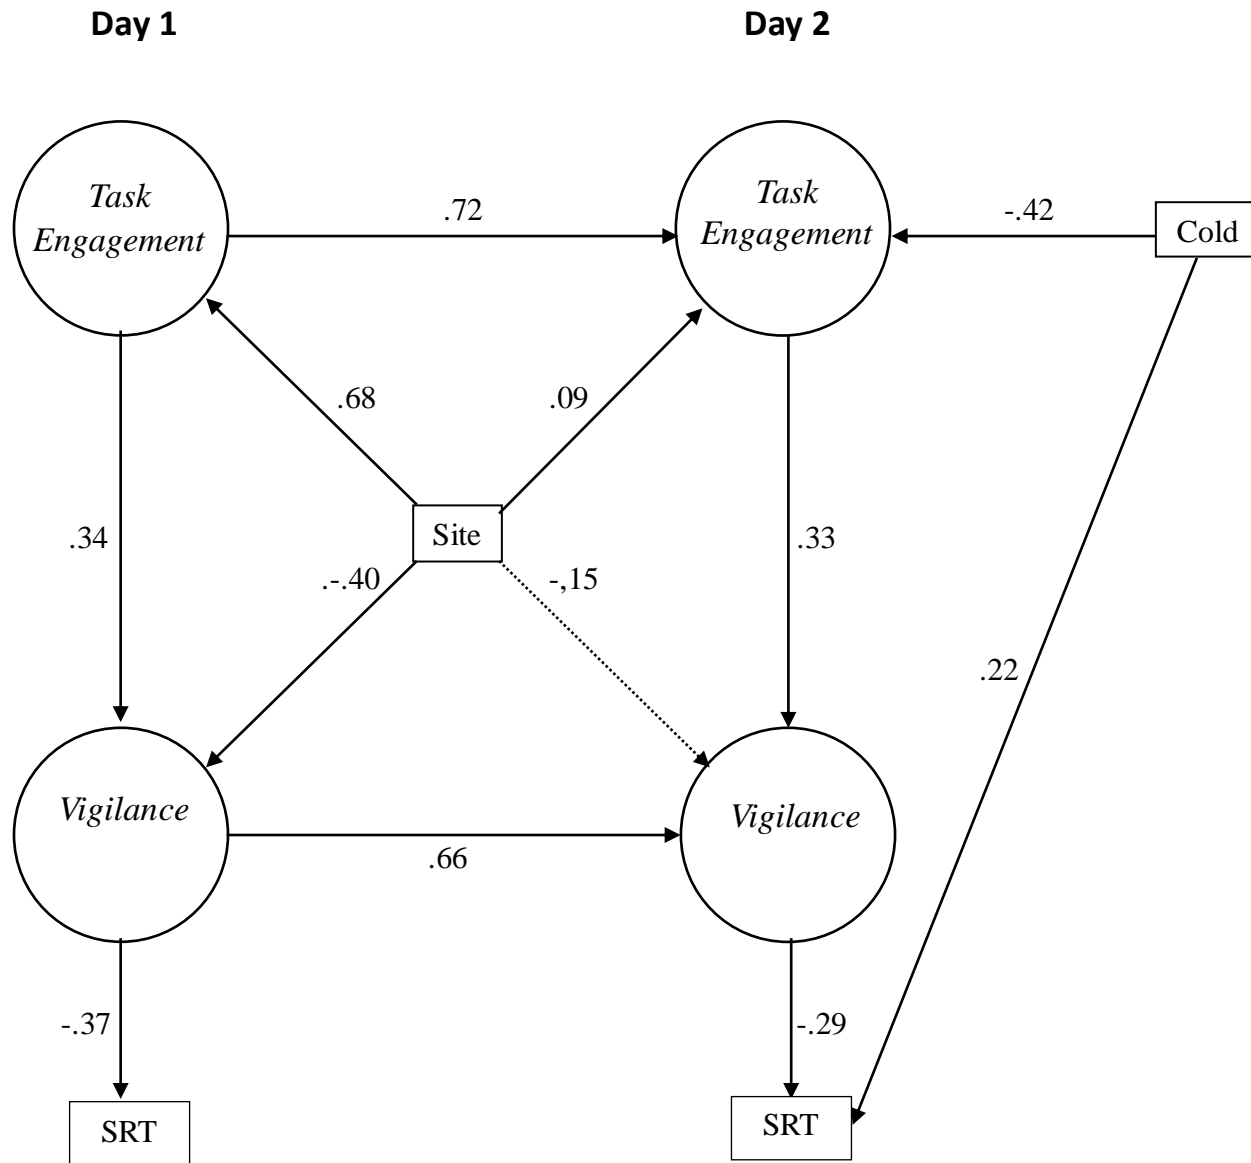 Day 1
Day 2
Task
Engagement
.72
Task
Engagement
-.42
Cold
.68
.09
.34
Site
.33
.-.40
-,15
.22
Vigilance
Vigilance
.66
-.37
-.29
SRT
SRT